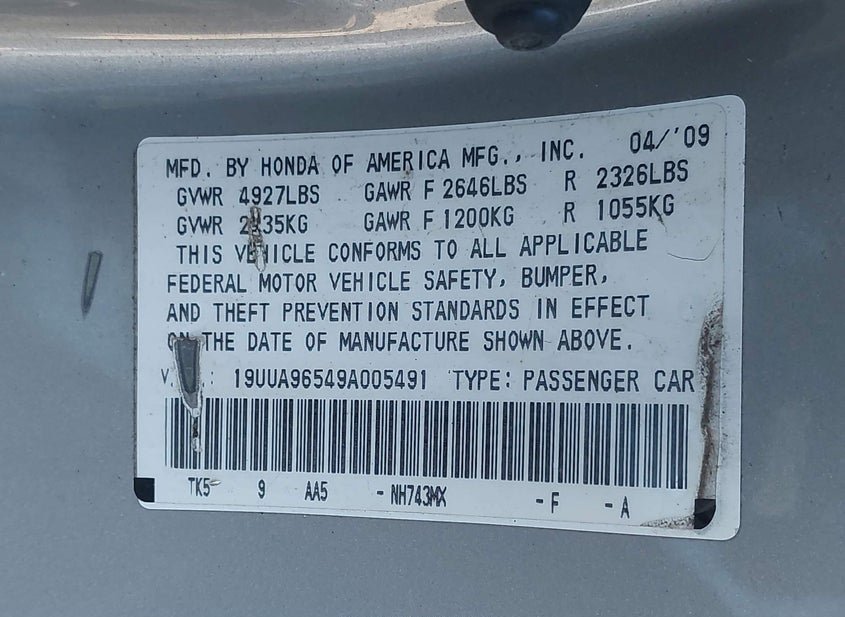 MFD. BY HONDA OF AMERICA MFG., INC. 04/'09
GVWR 4927LBS GAWR F 2646LBS R 2326LBS
GVWR GAWR F 1200KG R 1055KG
THIS VEHICLE CONFORMS TO ALL APPLICABLE
FEDERAL MOTOR VEHICLE SAFETY, BUMPER,
AND THEFT PREVENTION STANDARDS IN EFFECT
THE DATE OF MANUFACTURE SHOWN ABOVE.
19UUA96549A005491 TYPE: PASSENGER CAR
TK5 9 AA5 - NH743MX - F - A